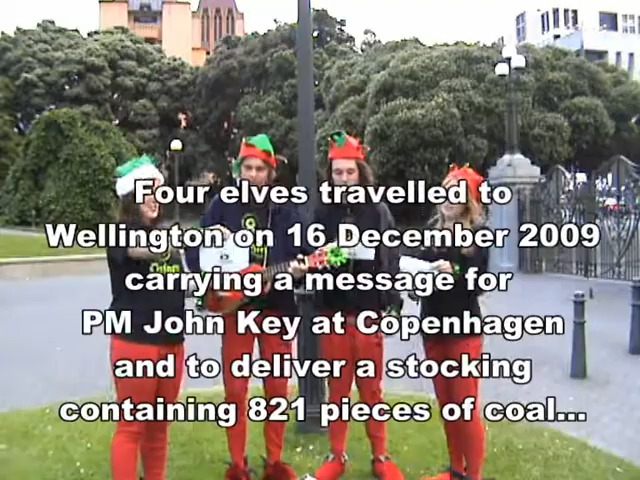 Four elves travelled to
Wellington on 16 December 2009
carrying a message for
PM John Key at Copenhagen
and to deliver a stocking
containing 821 pieces of coal...